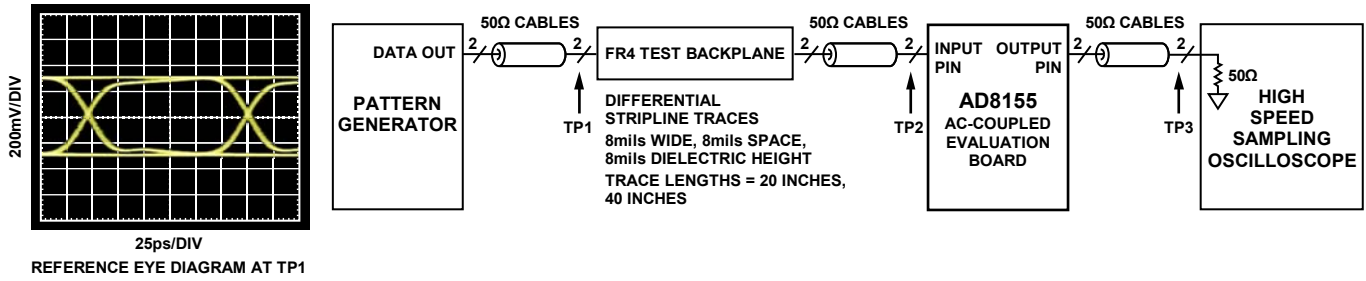 200mV/DIV
25ps/DIV
REFERENCE EYE DIAGRAM AT TP1
DATA OUT
PATTERN
GENERATOR
50Ω CABLES
2
2
TP1
FR4 TEST BACKPLANE
DIFFERENTIAL
STRIPLINE TRACES
8mils WIDE, 8mils SPACE,
8mils DIELECTRIC HEIGHT
TRACE LENGTHS = 20 INCHES,
40 INCHES
50Ω CABLES
2
2
TP2
INPUT
PIN
OUTPUT
PIN
AD8155
AC-COUPLED
EVALUATION
BOARD
50Ω CABLES
2
2
TP3
50Ω
HIGH
SPEED
SAMPLING
OSCILLOSCOPE